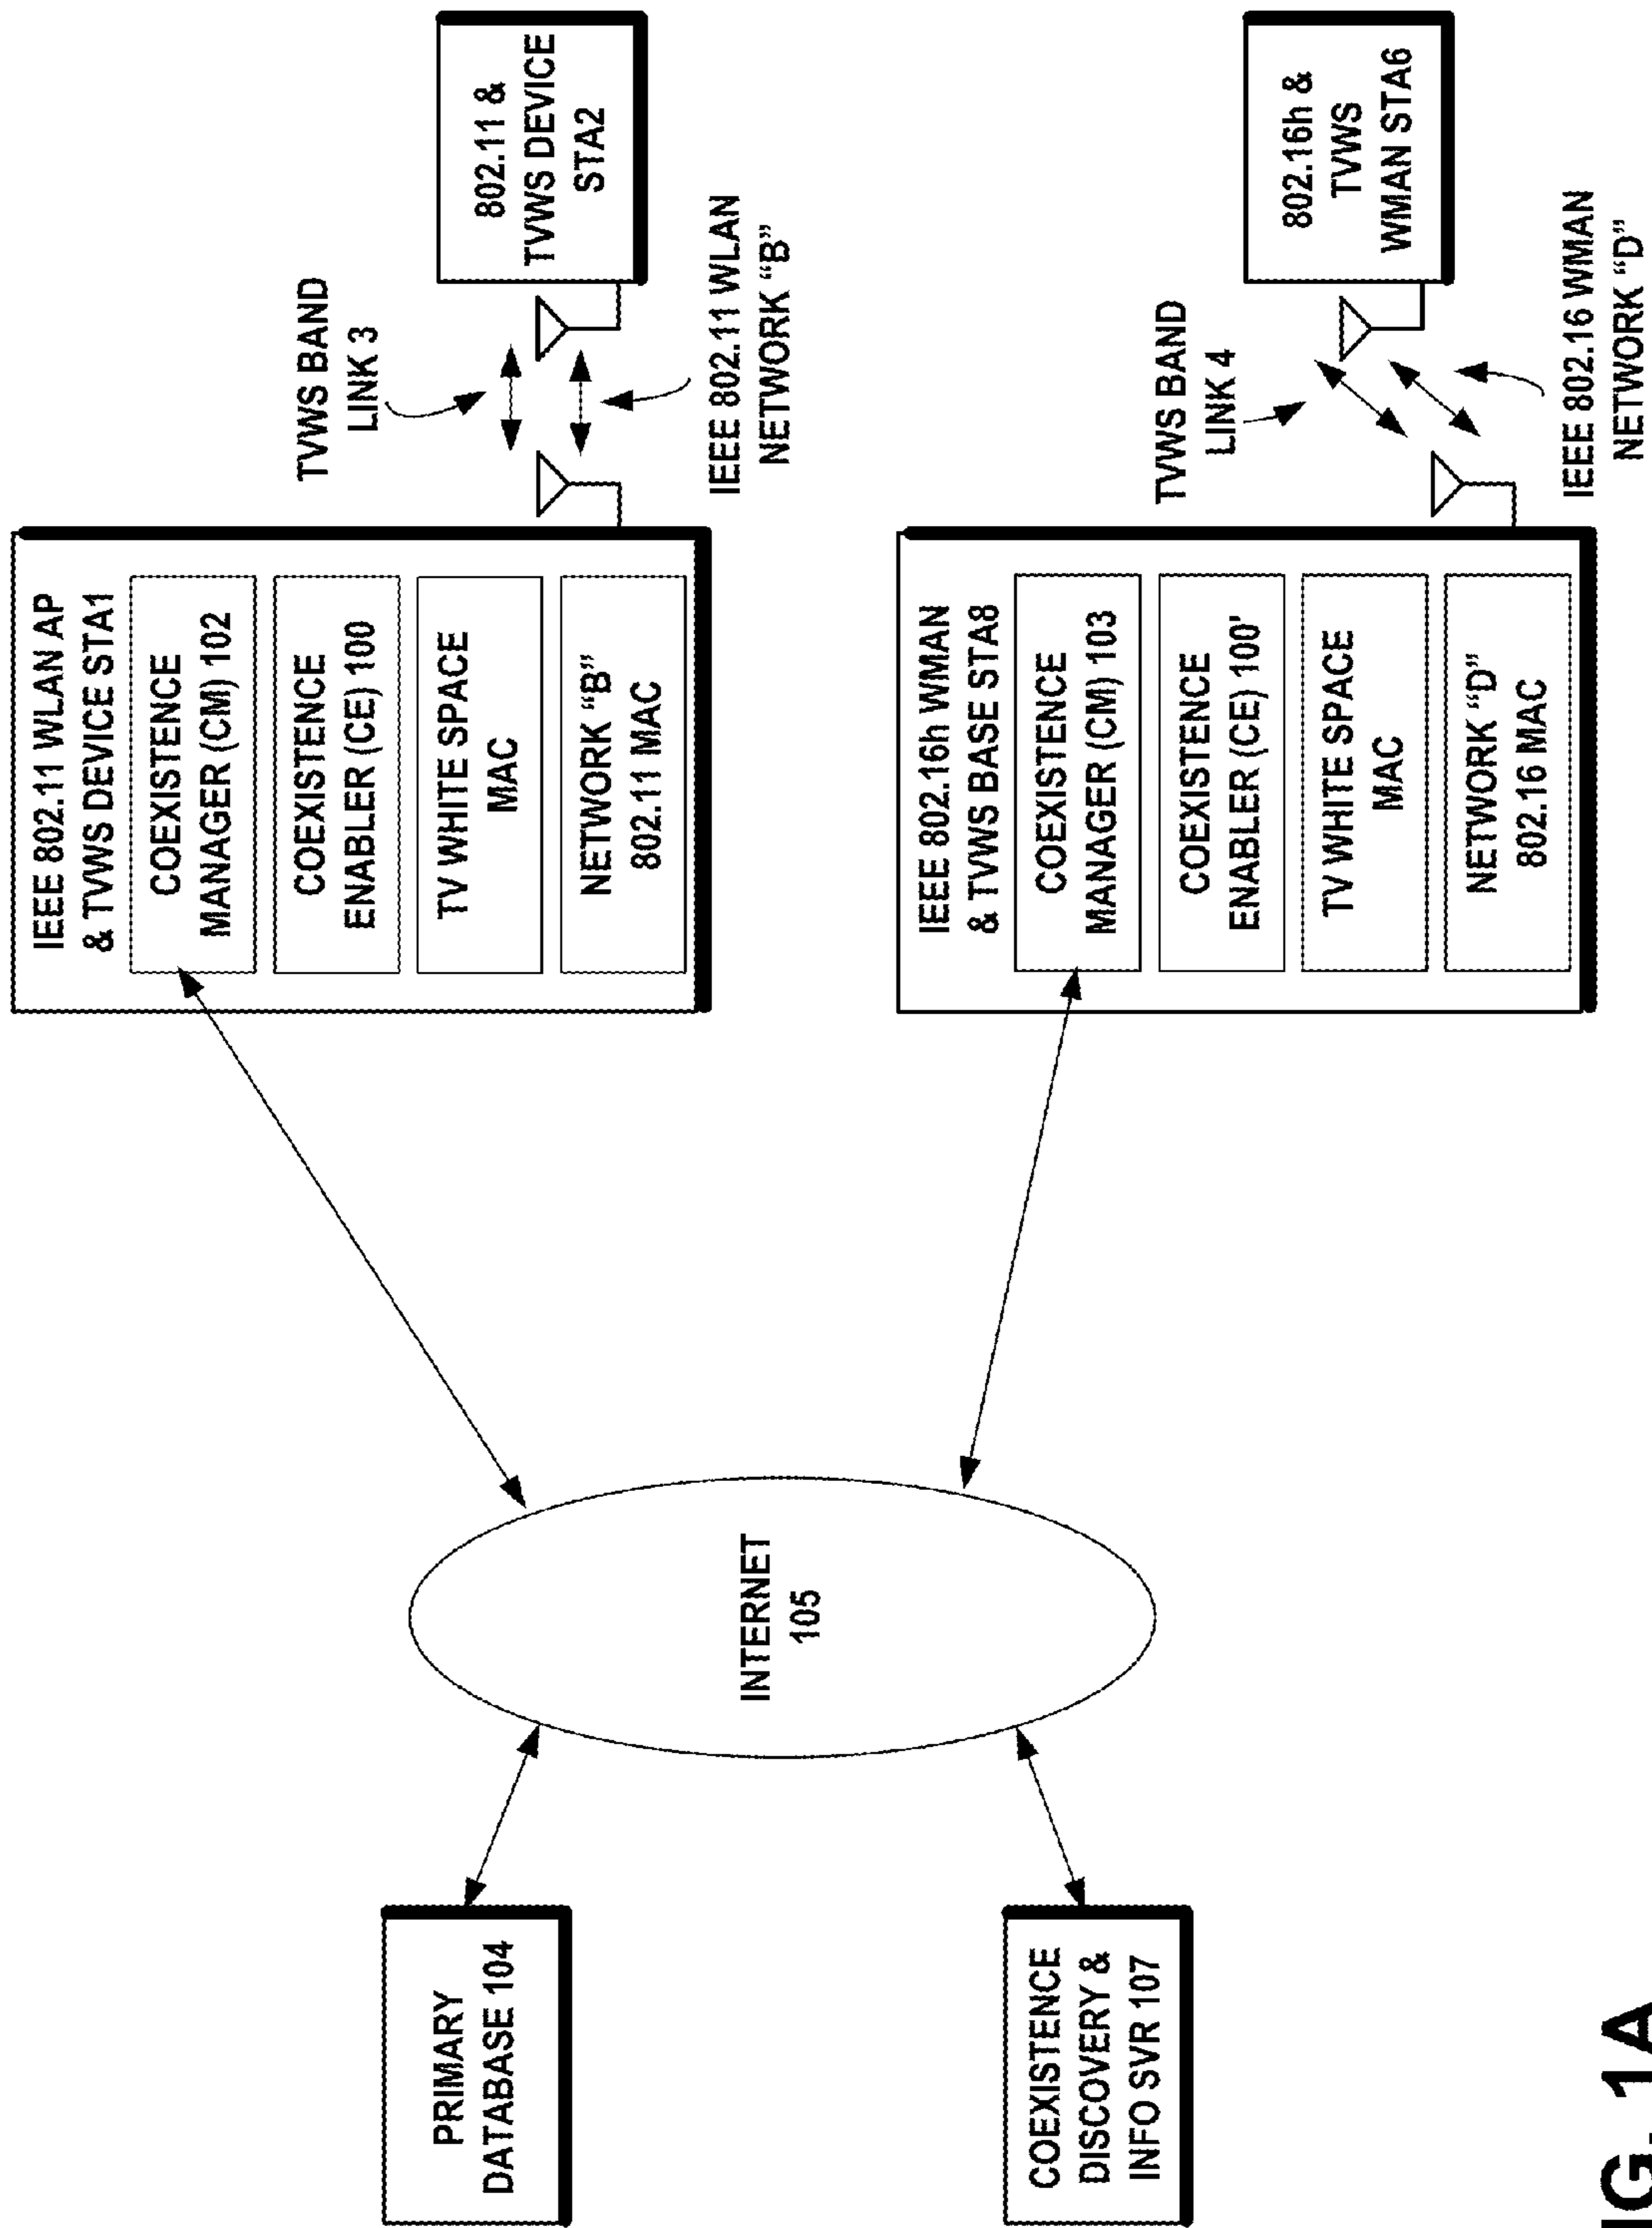 PRIMARY
DATABASE 104
COEXISTENCE
DISCOVERY &
INFO SVR 107
INTERNET
105
IEEE 802.11 WLAN AP
& TVWS DEVICE STA1
COEXISTENCE
MANAGER (CM) 102
COEXISTENCE
ENABLER (CE) 100
TV WHITE SPACE
MAC
NETWORK “B”
802.11 MAC
TVWS BAND
LINK 3
IEEE 802.11 WLAN
NETWORK “B”
802.11 &
TVWS DEVICE
STA2
IEEE 802.16h WMAN
& TVWS BASE STA8
COEXISTENCE
MANAGER (CM) 103
COEXISTENCE
ENABLER (CE) 100'
TV WHITE SPACE
MAC
NETWORK “D”
802.16 MAC
TVWS BAND
LINK 4
IEEE 802.16 WMAN
NETWORK “D”
802.16h &
TVWS
WMAN STA6
IG. 1A